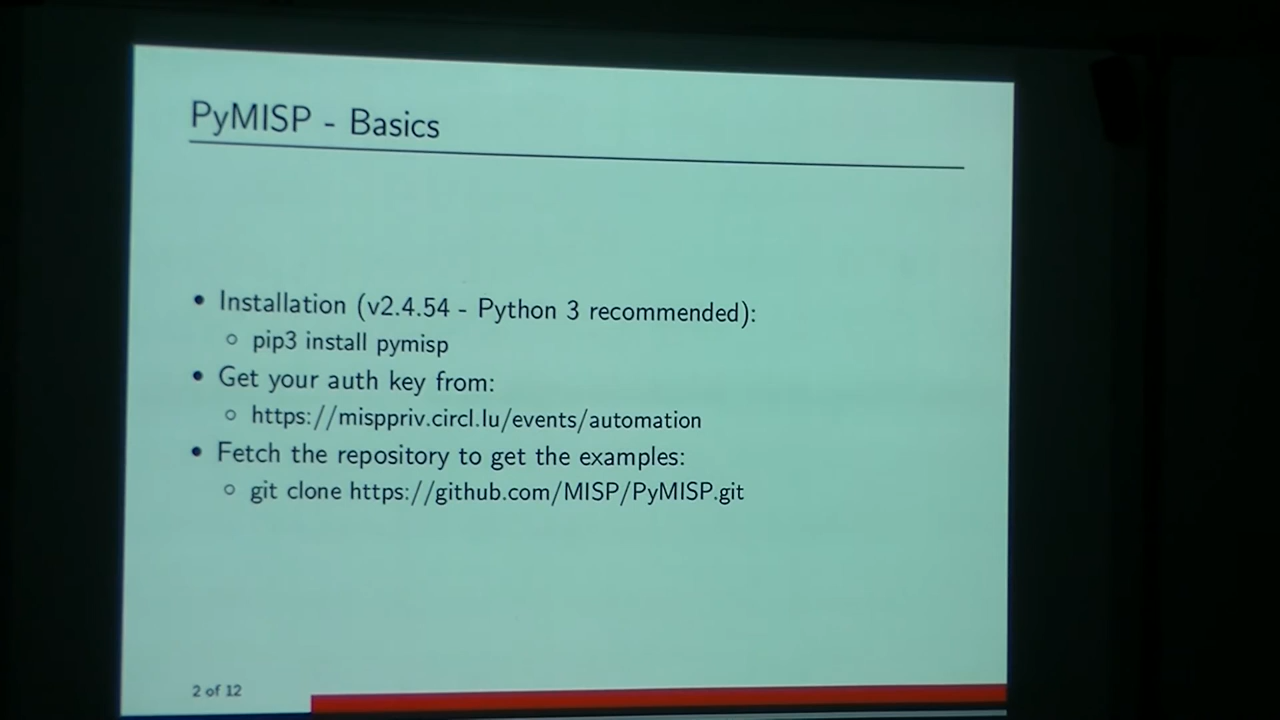 PyMISP - Basics
• Installation (v2.4.54 - Python 3 recommended):
◦ pip3 install pymisp
• Get your auth key from:
◦ https://misppriv.circl.lu/events/automation
• Fetch the repository to get the examples:
◦ git clone https://github.com/MISP/PyMISP.git
2 of 12